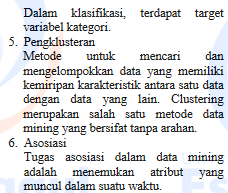 Dalam klasifikasi, terdapat target
variabel kategori.
5. Pengklusteran
Metode untuk mencari dan
mengelompokkan data yang memiliki
kemiripan karakteristik antara satu data
dengan data yang lain. Clustering
merupakan salah satu metode data
mining yang bersifat tanpa arahan.
6. Asosiasi
Tugas asosiasi dalam data mining
adalah menemukan atribut yang
muncul dalam suatu waktu.